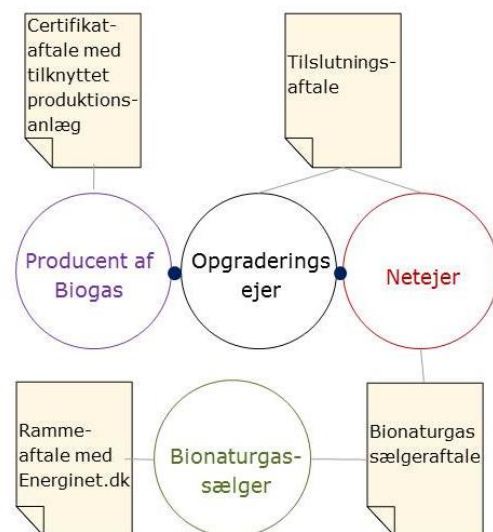 Certifikat-
aftale med
tilknyttet
produktions-
anlæg
Tilslutnings-
aftale
Producent af
Biogas
Opgraderings
ejer
Netejer
Ramme-
aftale med
Energinet.dk
Bionaturgas-
sælger
Bionaturgas
sælgeraftale